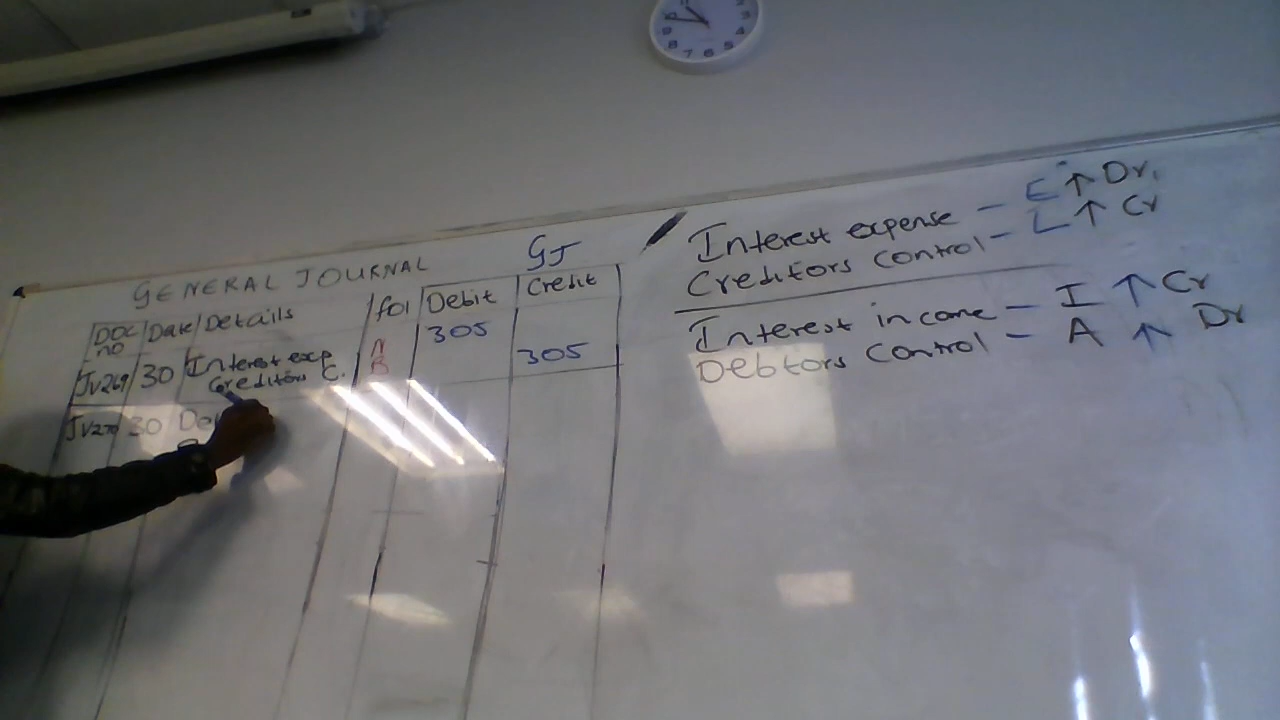 GENERAL JOURNAL GJ
Doc no Date Details fol Debit Credit
JV269 30 Interest exp. N 305
Creditors C. B 305
JV270 30 De
Interest expense - E ↑ Dr.
Creditors control - L ↑ Cr
Interest income - I ↑ Cr
Debtors control - A ↑ Dr